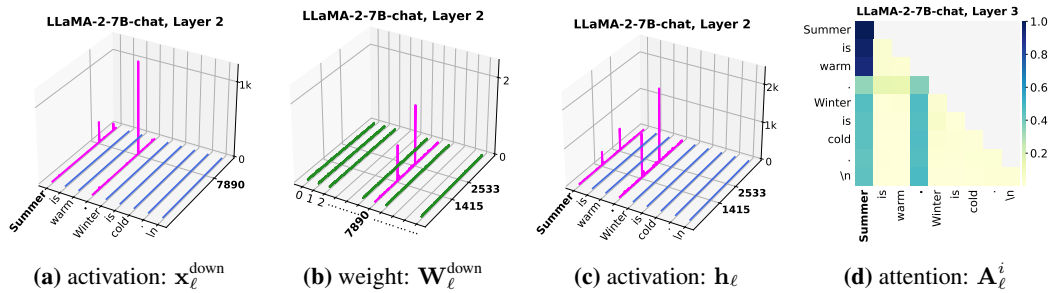 LLaMA-2-7B-chat, Layer 2
1k
0
7890
Summer
is
warm
.
Winter
is
cold
.
\n
(a) activation: x_ℓ^down
LLaMA-2-7B-chat, Layer 2
2
0
2533
1415
0 1 2 ......... 7890 .........
(b) weight: W_ℓ^down
LLaMA-2-7B-chat, Layer 2
2k
1k
0
2533
1415
Summer
is
warm
.
Winter
is
cold
.
\n
(c) activation: h_ℓ
LLaMA-2-7B-chat, Layer 3
Summer
is
warm
.
Winter
is
cold
.
\n
1.0
0.8
0.6
0.4
0.2
Summer
is
warm
.
Winter
is
cold
.
\n
(d) attention: A_ℓ^i